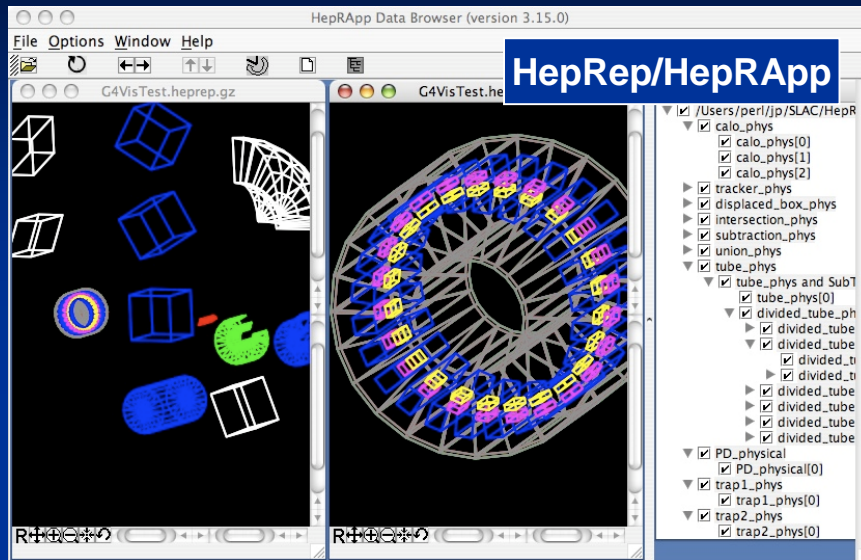 HepRApp Data Browser (version 3.15.0)
File Options Window Help
HepRep/HepRApp
G4VisTest.heprep.gz
G4VisTest.he
/Users/perl/jp/SLAC/HepR
calo_phys
calo_phys[0]
calo_phys[1]
calo_phys[2]
tracker_phys
displaced_box_phys
intersection_phys
subtraction_phys
union_phys
tube_phys
tube_phys and SubT
tube_phys[0]
divided_tube_ph
divided_tube
divided_tube
divided_t
divided_t
divided_tube
divided_tube
divided_tube
divided_tube
PD_physical
PD_physical[0]
trap1_phys
trap1_phys[0]
trap2_phys
trap2_phys[0]
R
R